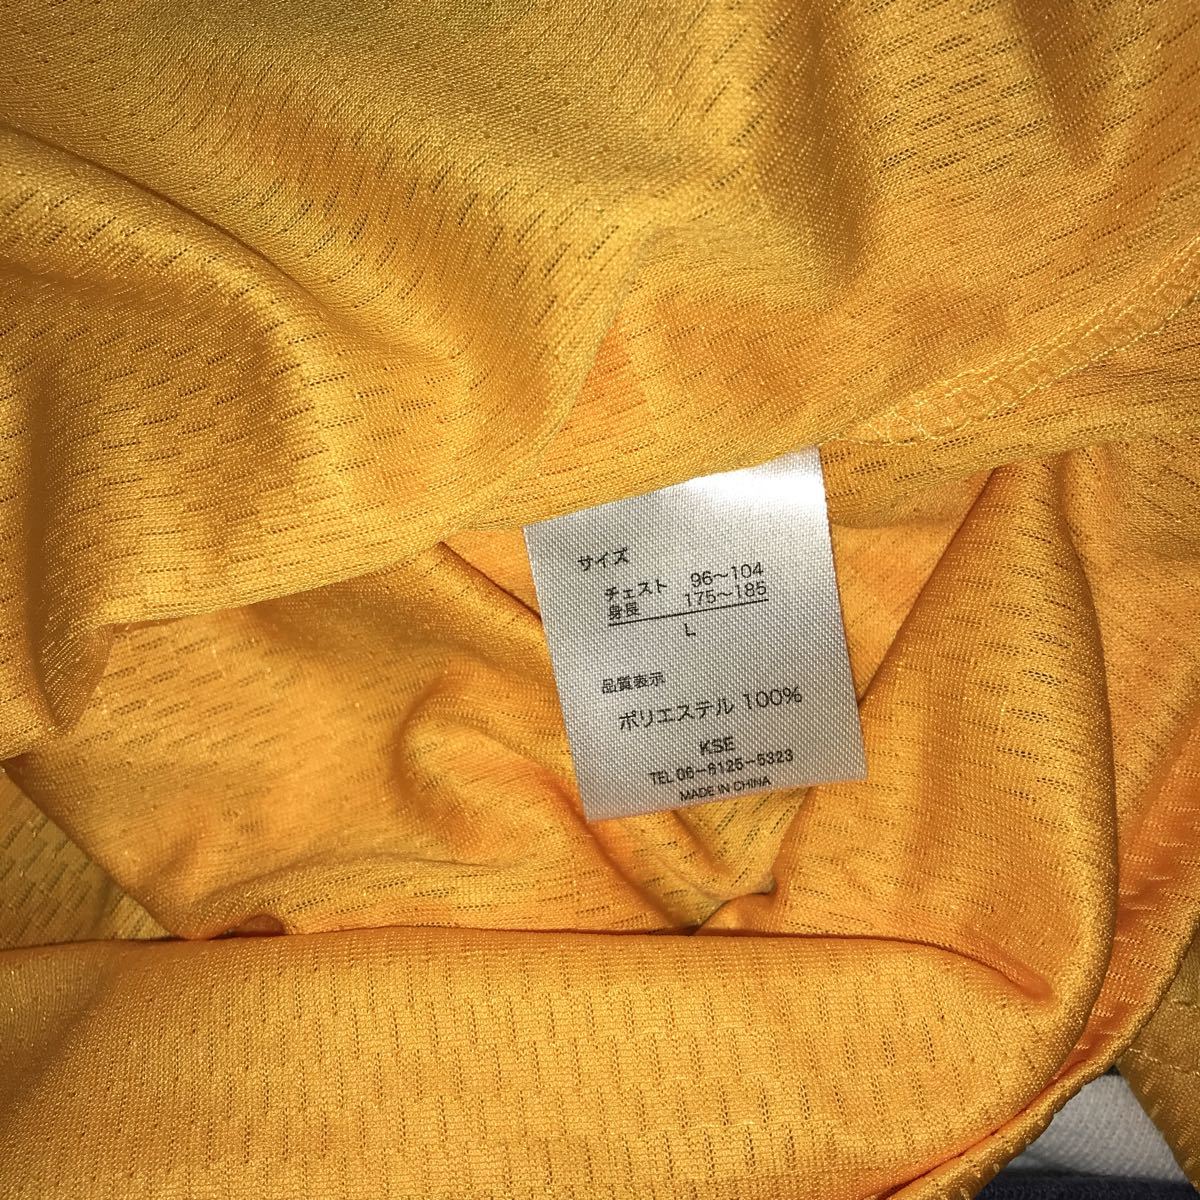 サイズ
チェスト 96～104
身長 175～185
L
品質表示
ポリエステル 100%
KSE
TEL 06-6125-5323
MADE IN CHINA